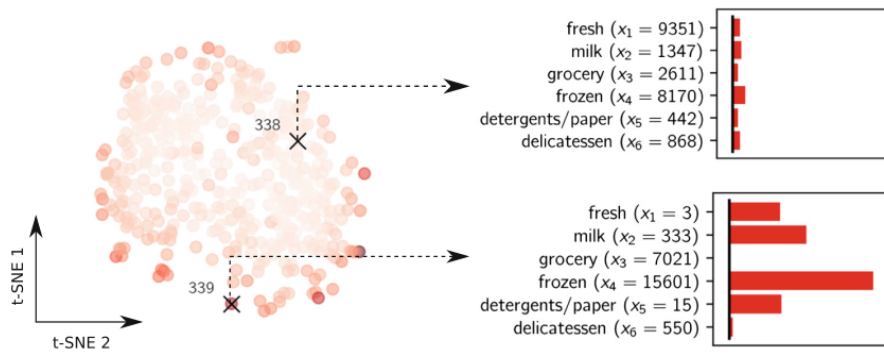 fresh (x₁ = 9351)
milk (x₂ = 1347)
grocery (x₃ = 2611)
frozen (x₄ = 8170)
detergents/paper (x₅ = 442)
delicatessen (x₆ = 868)
338
fresh (x₁ = 3)
milk (x₂ = 333)
grocery (x₃ = 7021)
frozen (x₄ = 15601)
detergents/paper (x₅ = 15)
delicatessen (x₆ = 550)
339
t-SNE 1
t-SNE 2